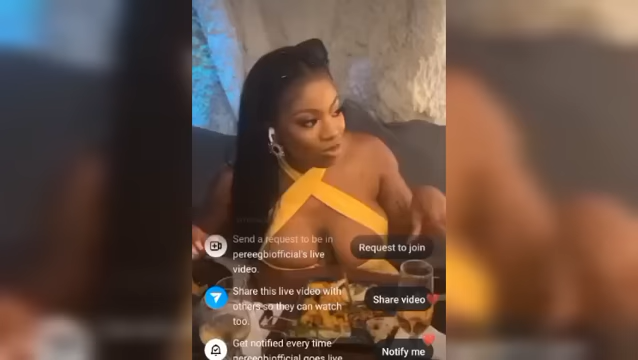 Send a request to be in
pereegbiofficial's live
video.
Request to join
Share this live video with
others so they can watch
too.
Share video
Get notified every time
pereegbiofficial goes live
Notify me